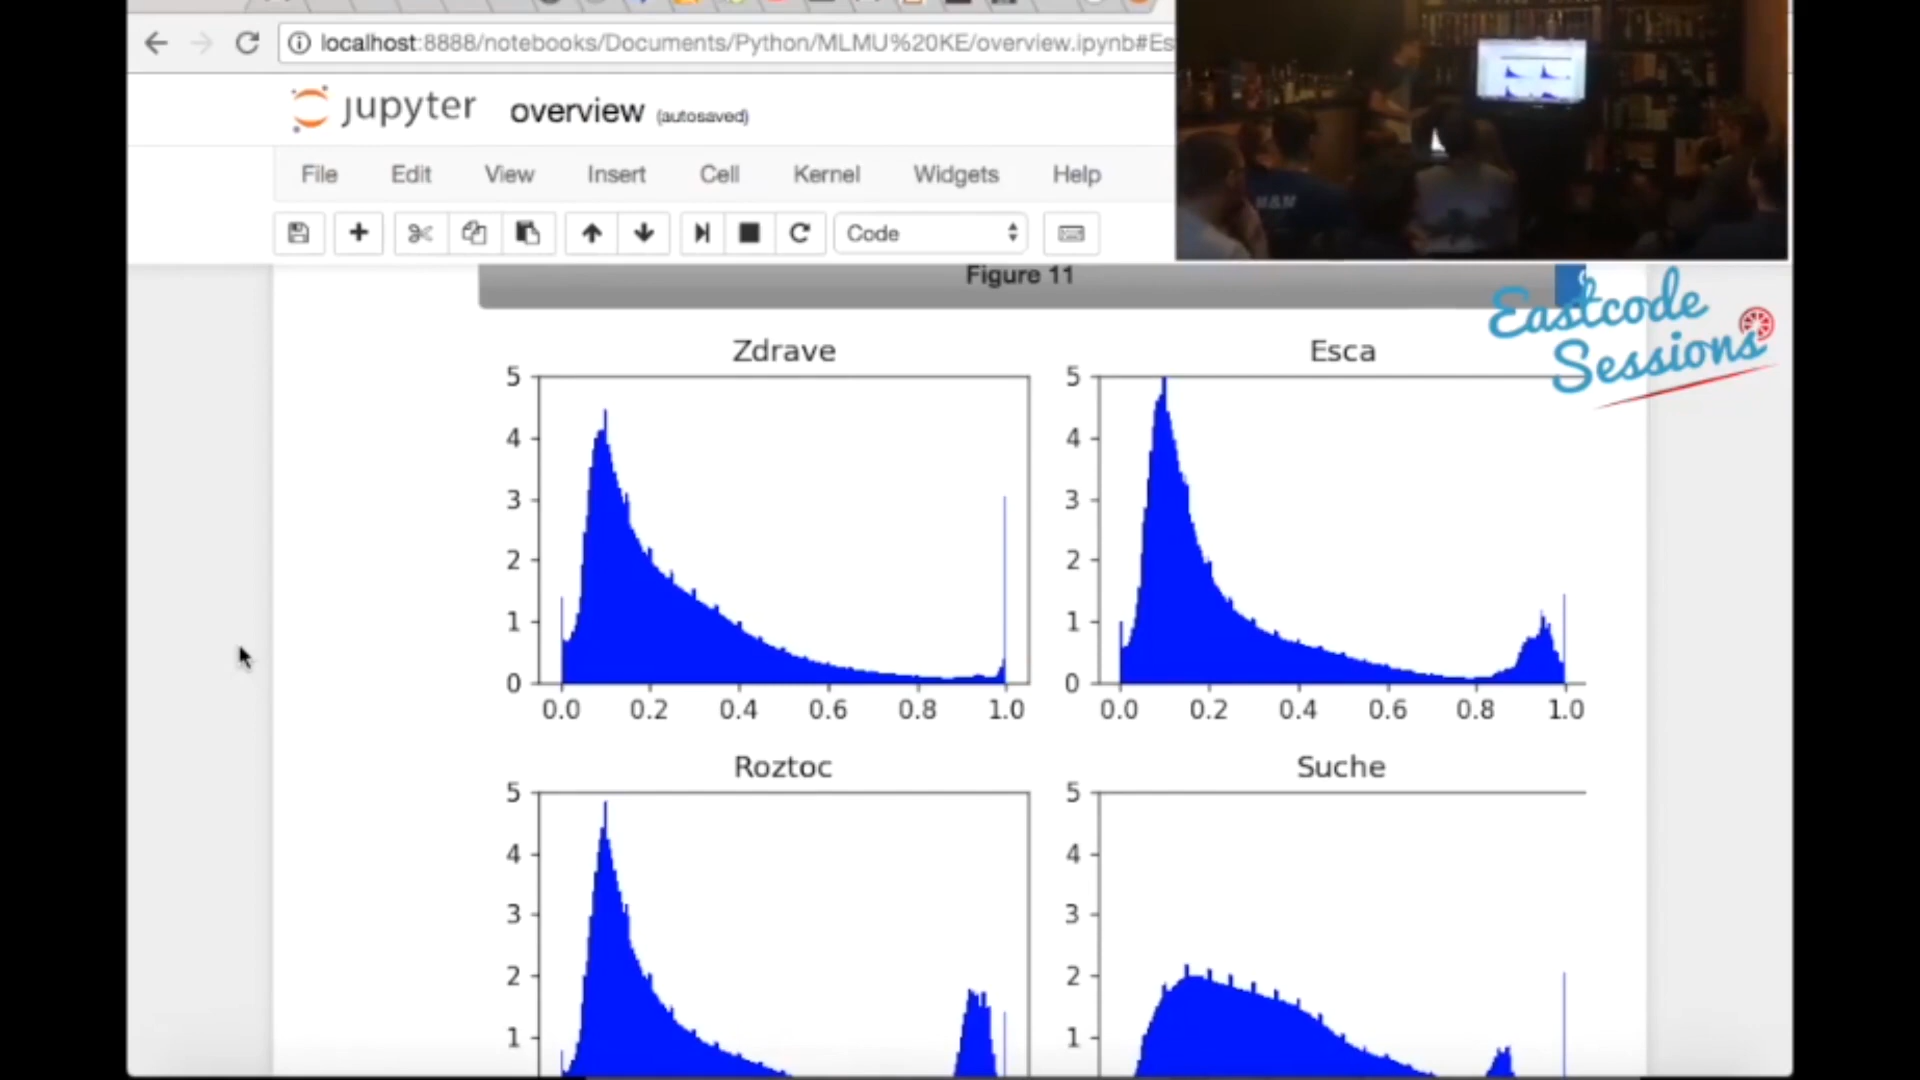 localhost:8888/notebooks/Documents/Python/MLMU%20KE/overview.ipynb#Es
jupyter overview (autosaved)
File Edit View Insert Cell Kernel Widgets Help
Code
Figure 11
Eastcode
Sessions
Zdrave
5
4
3
2
1
0
0.0 0.2 0.4 0.6 0.8 1.0
Esca
5
4
3
2
1
0
0.0 0.2 0.4 0.6 0.8 1.0
Roztoc
5
4
3
2
1
Suche
5
4
3
2
1